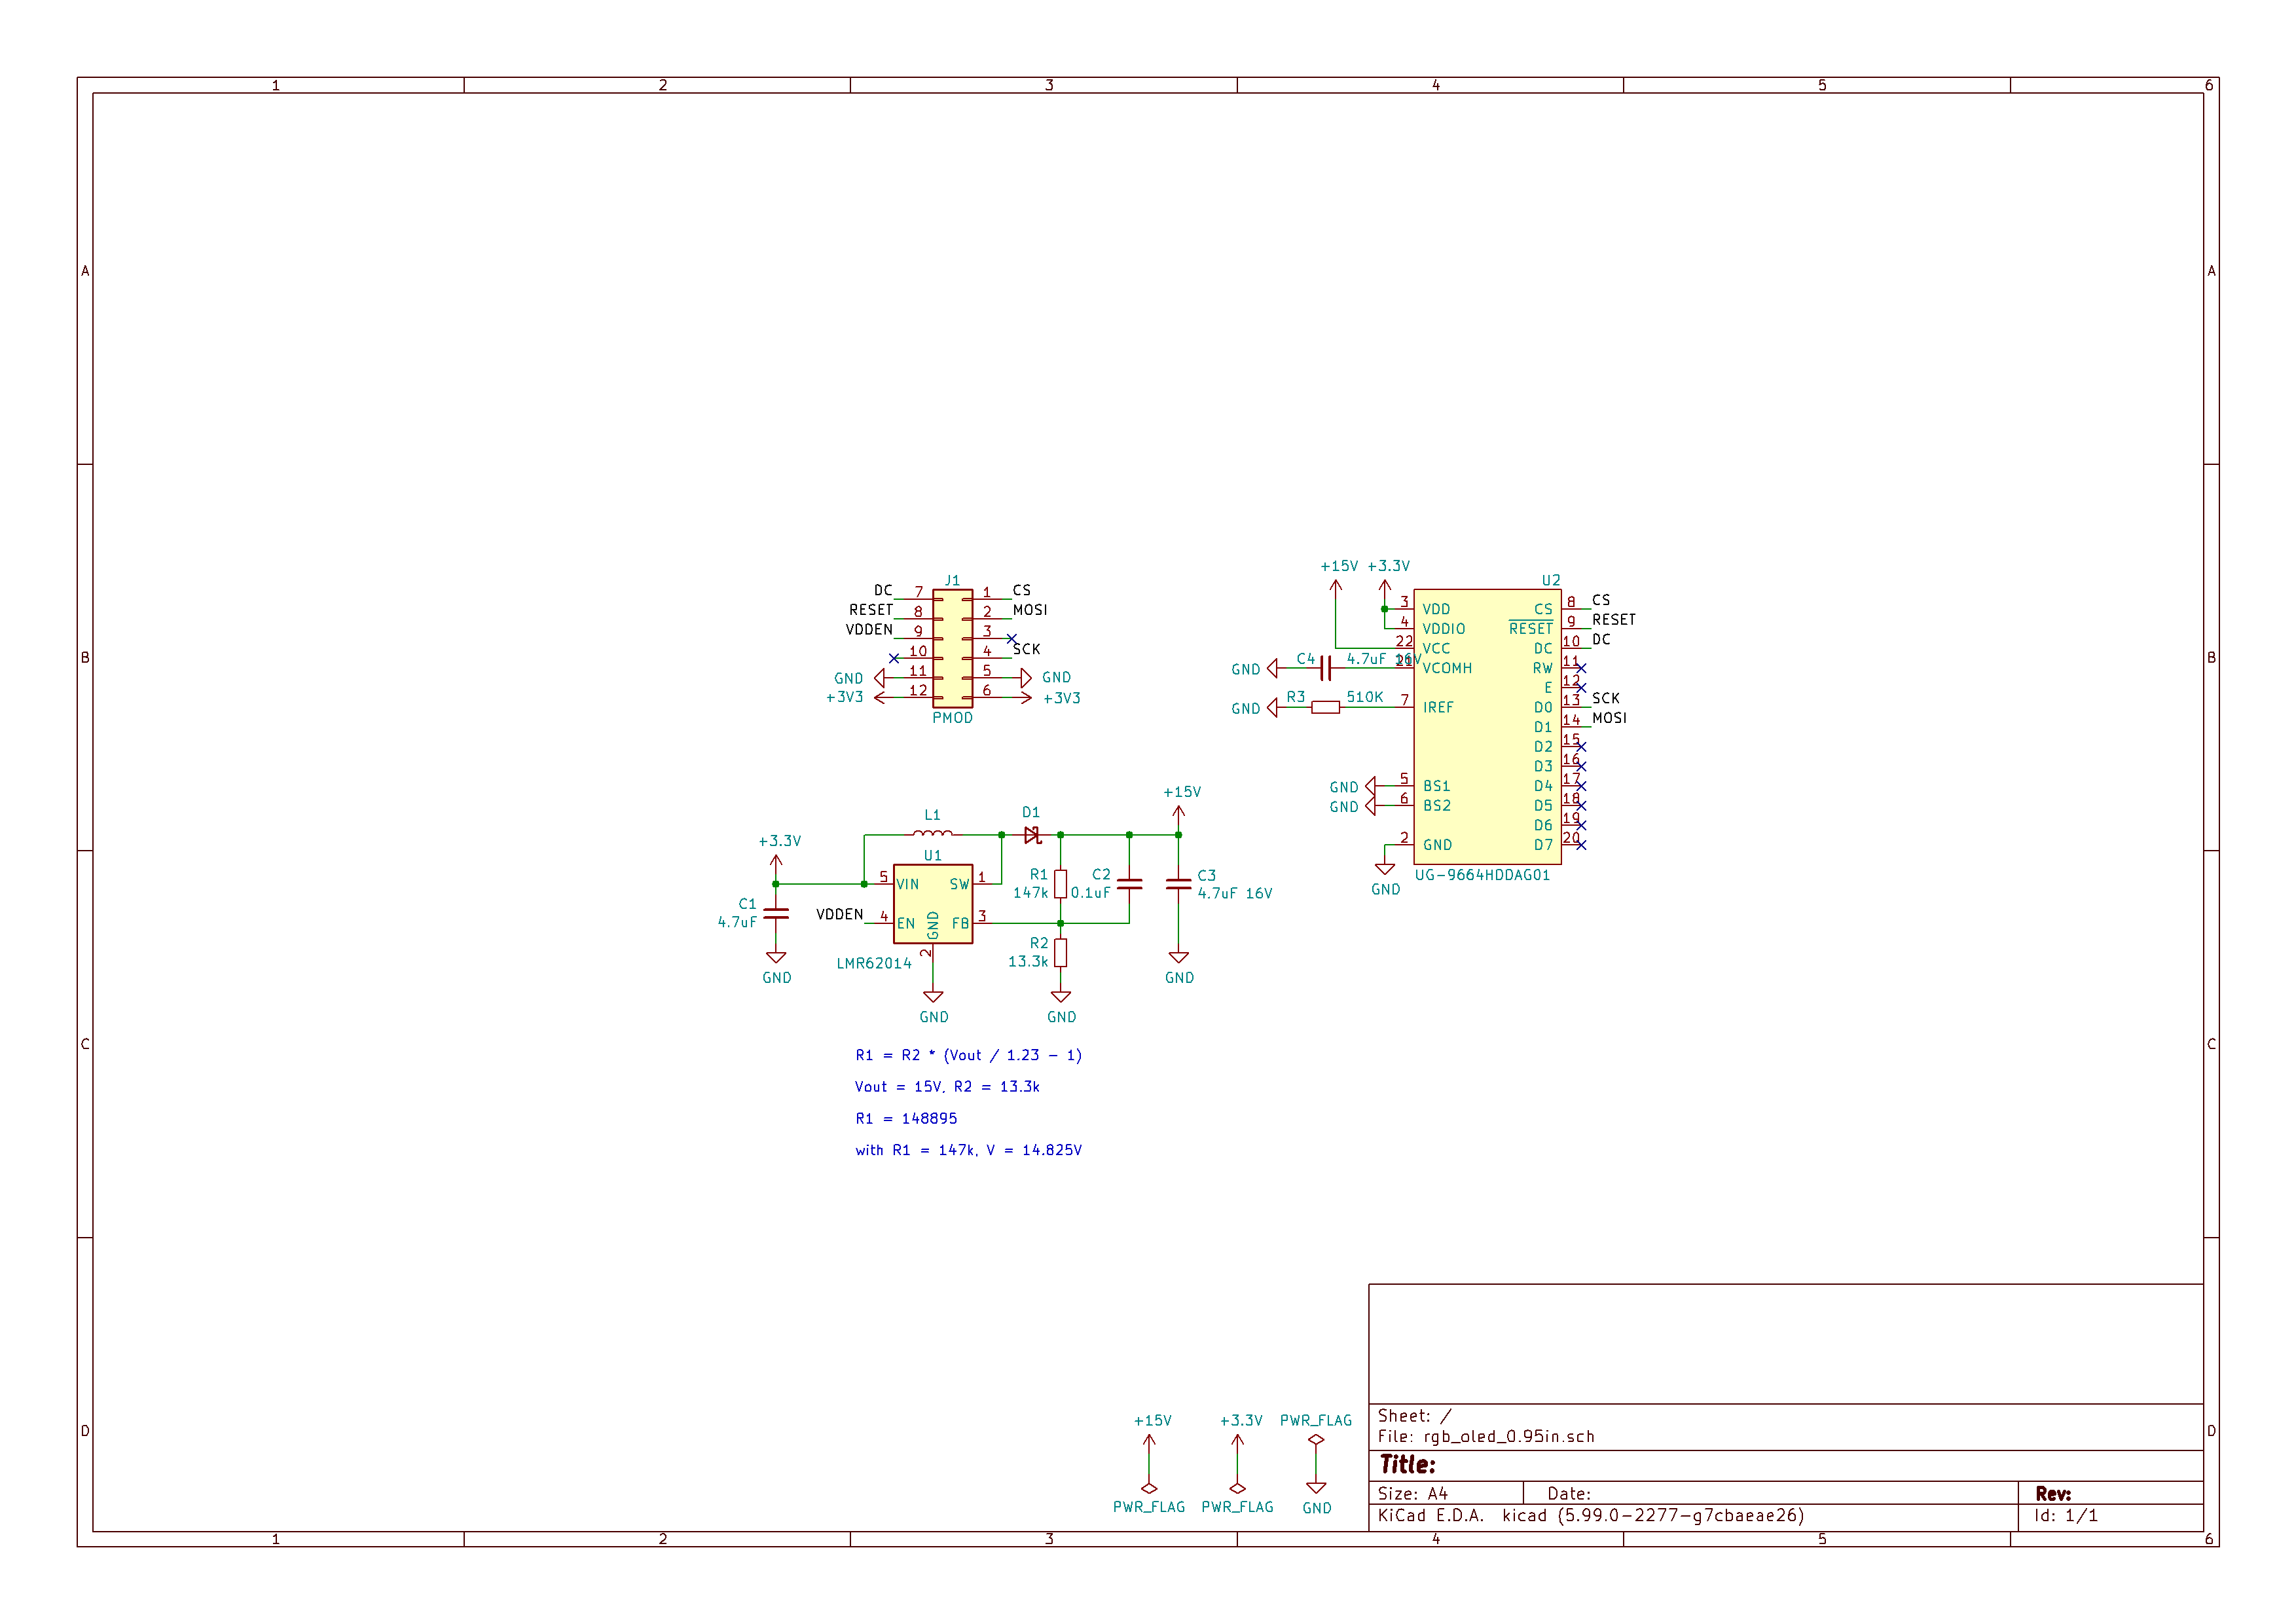 1 2 3 4 5 6
A A
B B
C C
D D
J1
DC 7 1 CS
RESET 8 2 MOSI
VDDEN 9 3
10 4 SCK
GND 11 5 GND
+3V3 12 6 +3V3
PMOD
+15V +3.3V
U2
3 VDD CS 8 CS
4 VDDIO RESET 9 RESET
22 VCC DC 10 DC
GND C4 4.7uF 16V 21 VCOMH RW 11
E 12
GND R3 510K 7 IREF D0 13 SCK
D1 14 MOSI
D2 15
D3 16
GND 5 BS1 D4 17
GND 6 BS2 D5 18
D6 19
2 GND D7 20
GND
UG-9664HDDAG01
+15V
L1 D1
+3.3V
U1
5 VIN SW 1
R1
147k
C2
0.1uF
C3
4.7uF 16V
C1
4.7uF
VDDEN 4 EN GND FB 3
2
R2
13.3k
LMR62014
GND GND GND GND
R1 = R2 * (Vout / 1.23 - 1)
Vout = 15V, R2 = 13.3k
R1 = 148895
with R1 = 147k, V = 14.825V
+15V +3.3V PWR_FLAG
PWR_FLAG PWR_FLAG GND
Sheet: /
File: rgb_oled_0.95in.sch
Title:
Size: A4 Date: Rev:
KiCad E.D.A. kicad (5.99.0-2277-g7cbaeae26) Id: 1/1
1 2 3 4 5 6